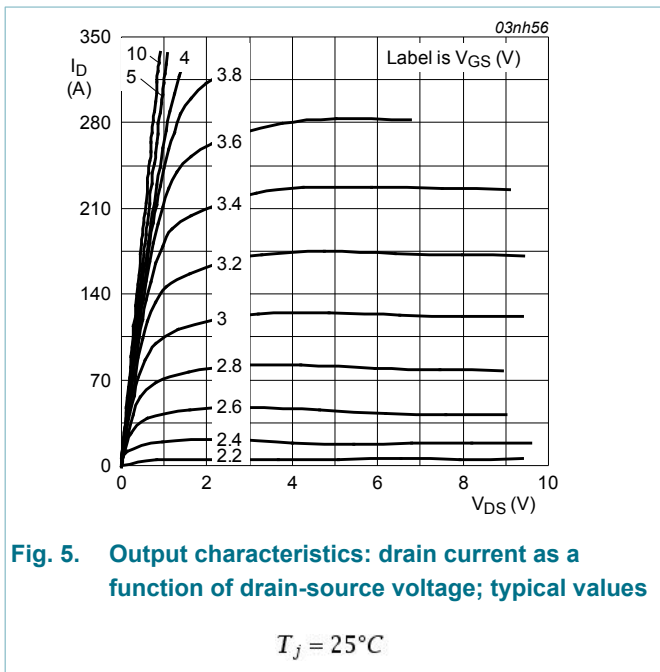 03nh56
350
I_D
(A)
Label is V_GS (V)
10
5
4
3.8
280
3.6
210
3.4
3.2
140
3
2.8
70
2.6
2.4
2.2
0
0 2 4 6 8 10
V_DS (V)
Fig. 5. Output characteristics: drain current as a
function of drain-source voltage; typical values
T_j = 25°C